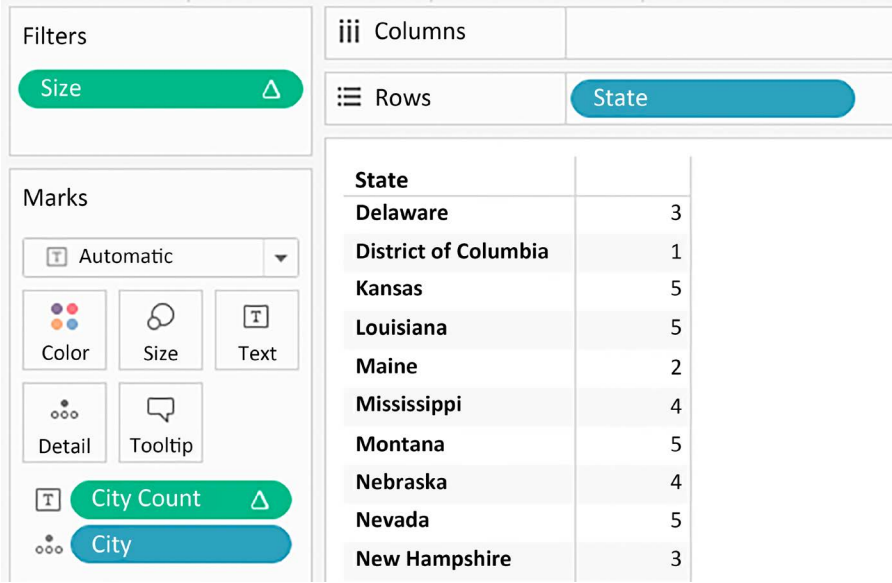 Filters
Size
Columns
Rows State
Marks
T Automatic
Color Size T Text
Detail Tooltip
T City Count
City
State
Delaware 3
District of Columbia 1
Kansas 5
Louisiana 5
Maine 2
Mississippi 4
Montana 5
Nebraska 4
Nevada 5
New Hampshire 3